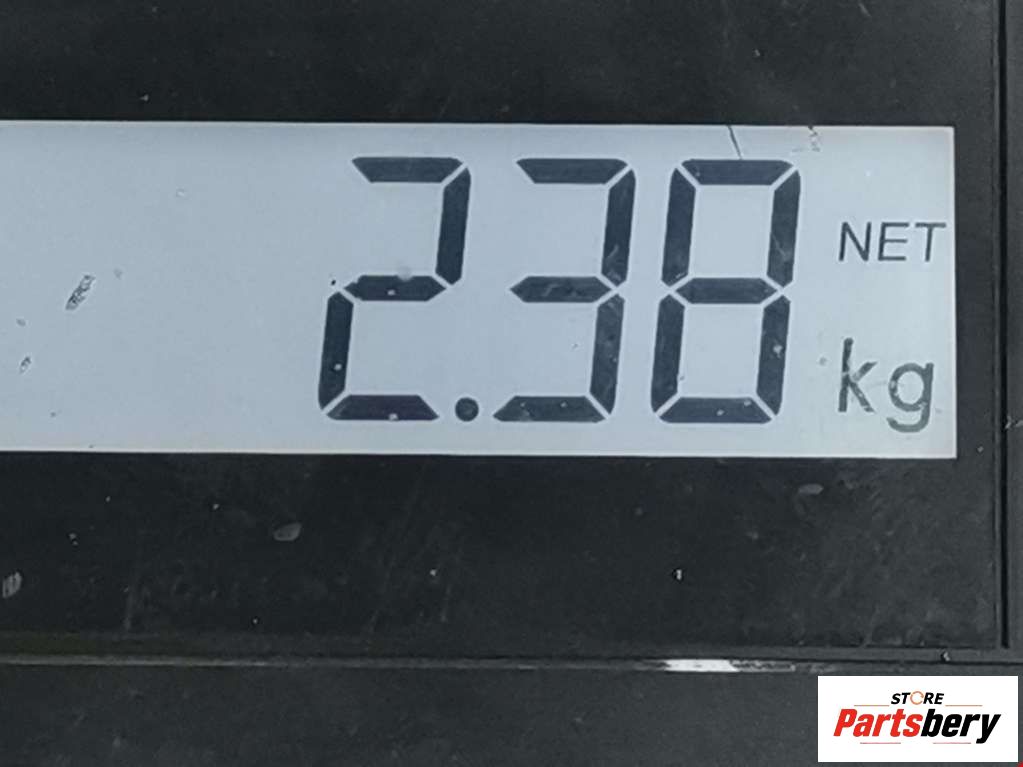 2.38 NET
kg
STORE
Partsbery